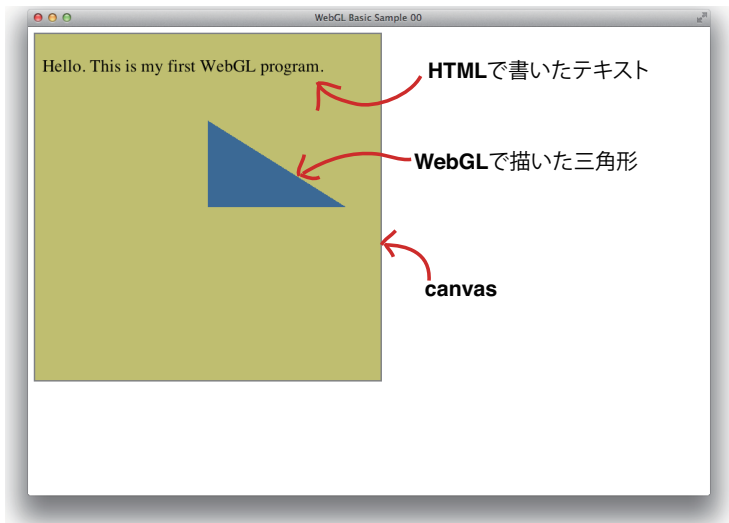 WebGL Basic Sample 00
Hello. This is my first WebGL program.
HTMLで書いたテキスト
WebGLで描いた三角形
canvas